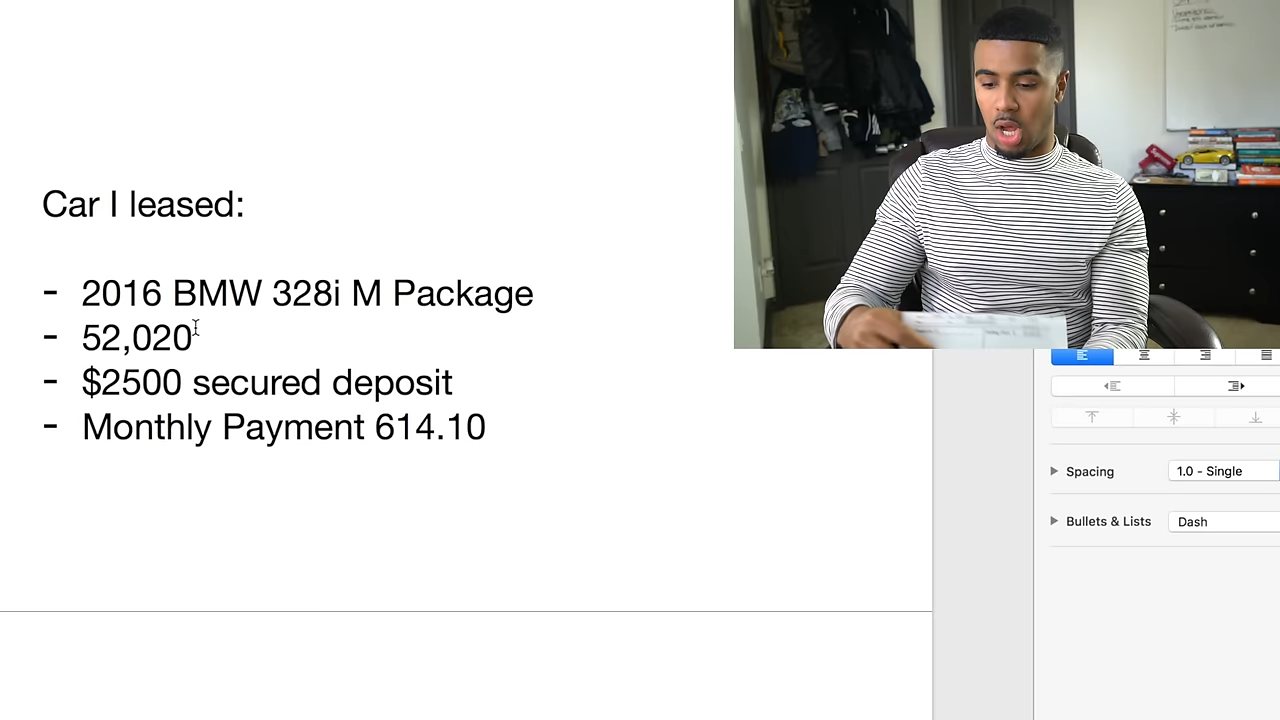 Car I leased:
- 2016 BMW 328i M Package
- 52,020
- $2500 secured deposit
- Monthly Payment 614.10
Spacing
1.0 - Single
Bullets & Lists
Dash